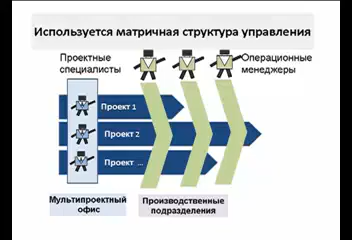 Используется матричная структура управления
Проектные
специалисты
Операционные
менеджеры
Проект 1
Проект 2
Проект ...
Мультипроектный
офис
Производственные
подразделения